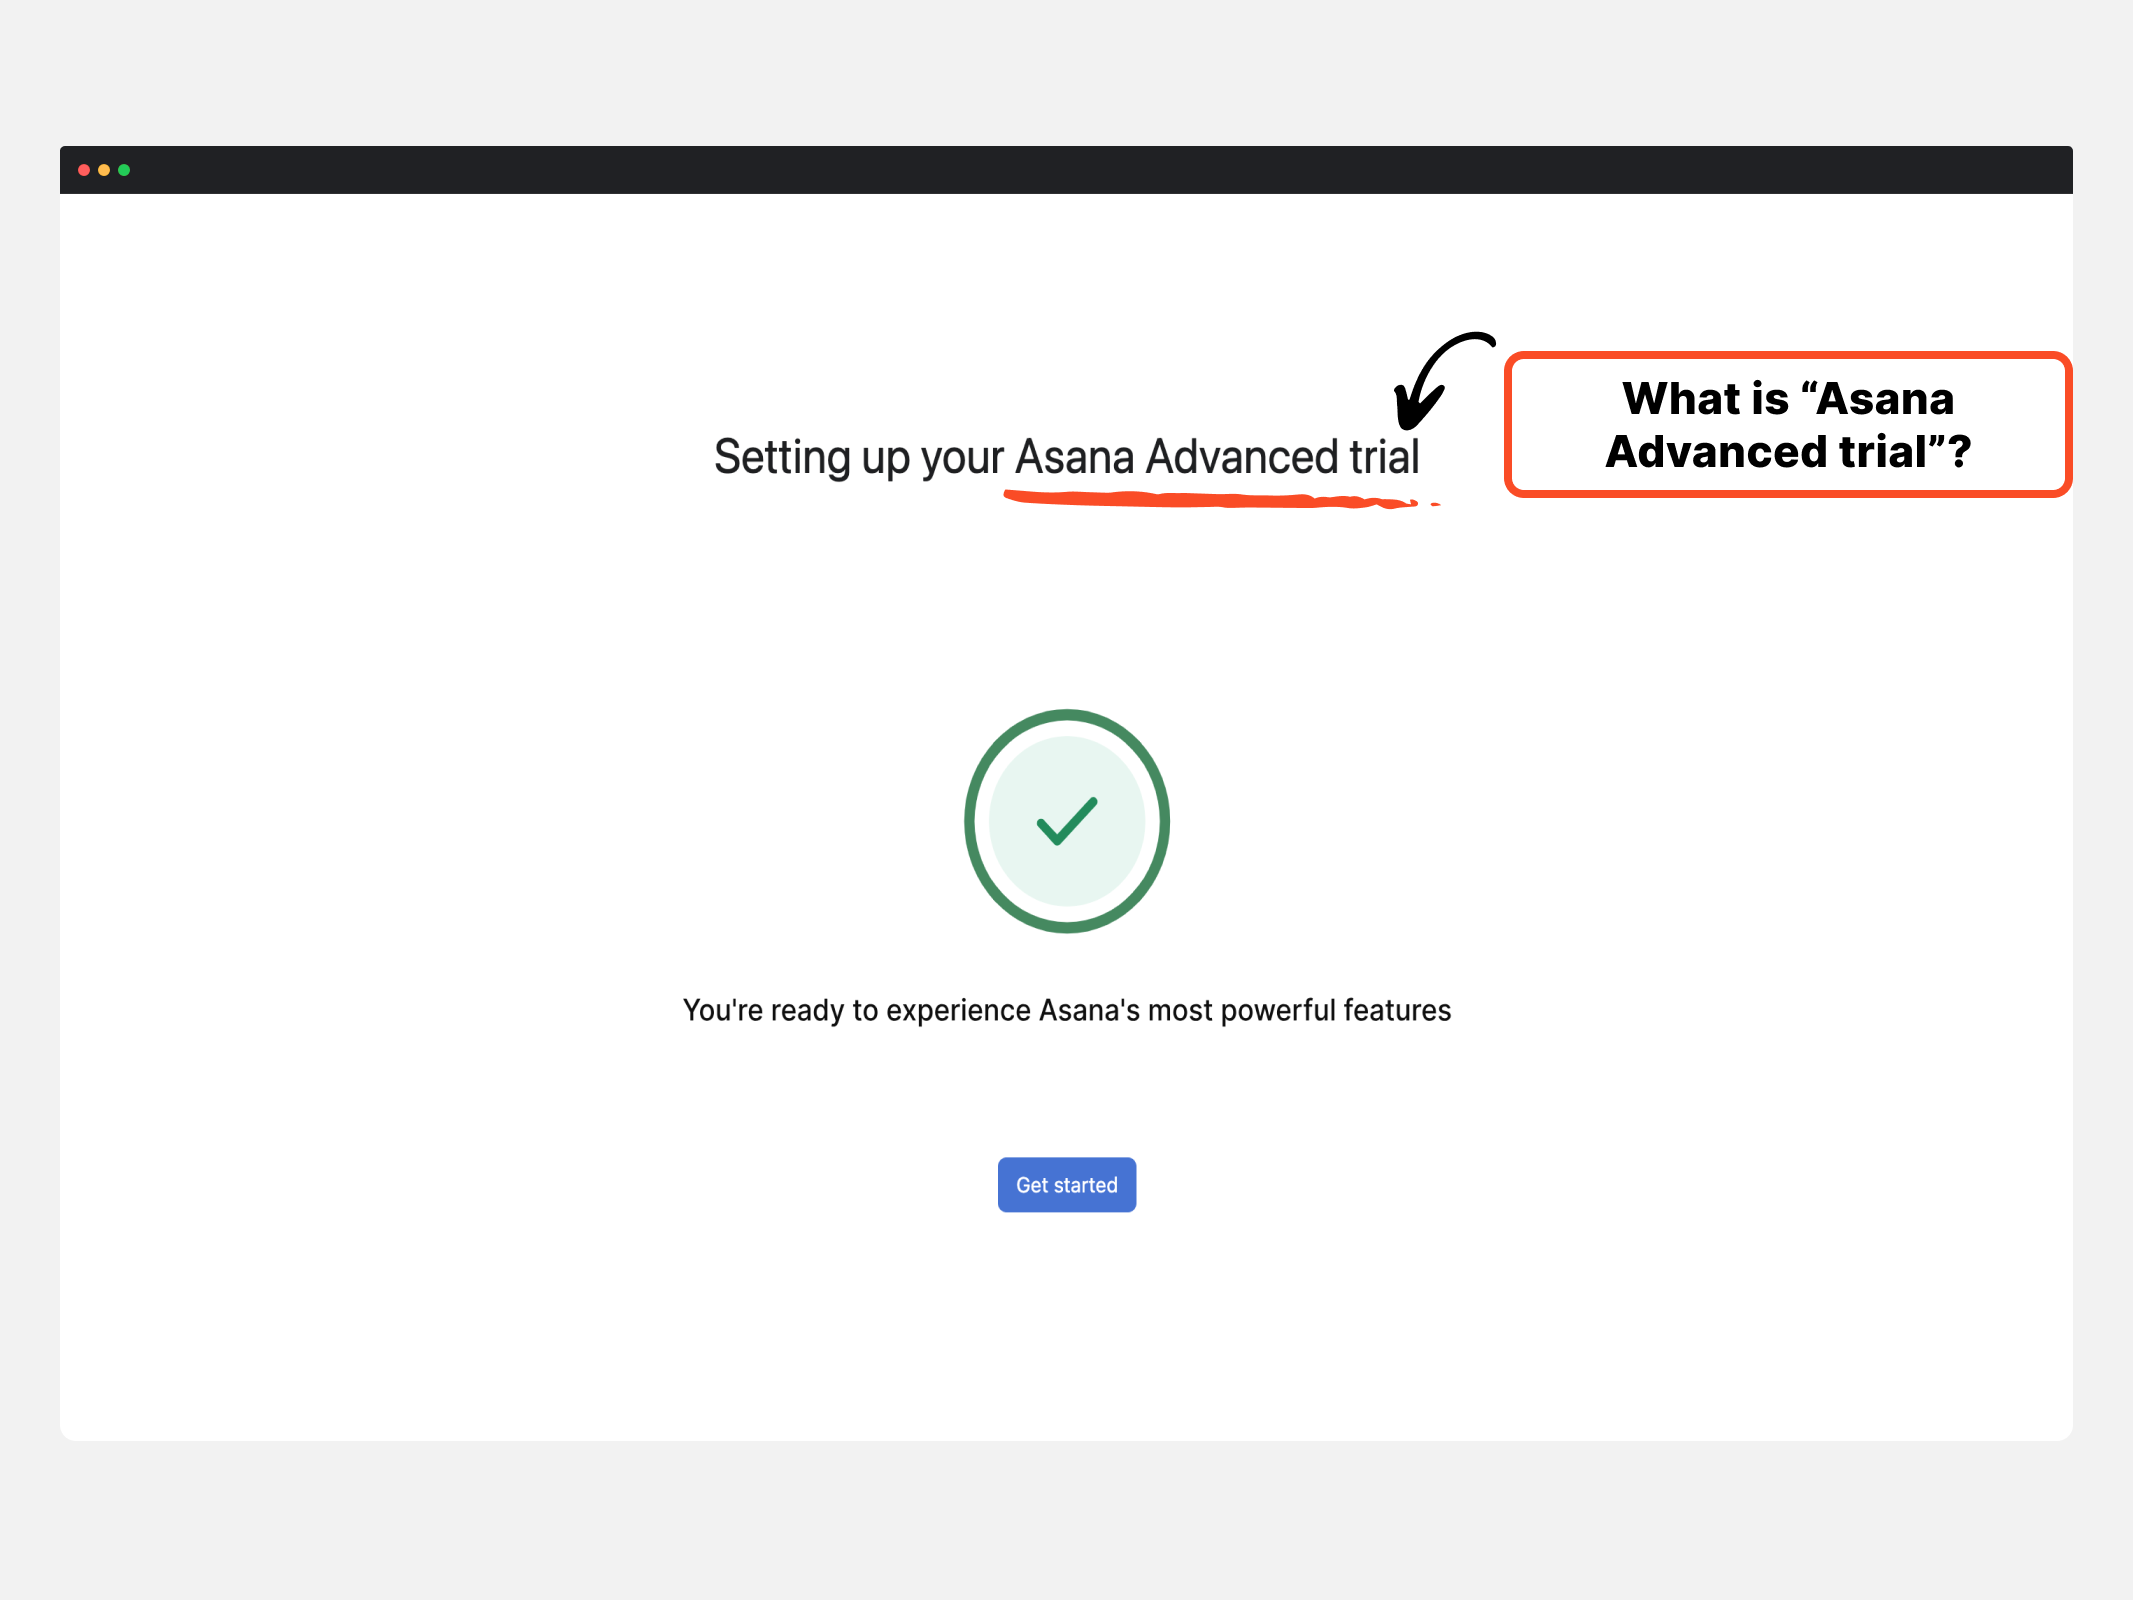 What is “Asana
Advanced trial”?
Setting up your Asana Advanced trial
You're ready to experience Asana's most powerful features
Get started